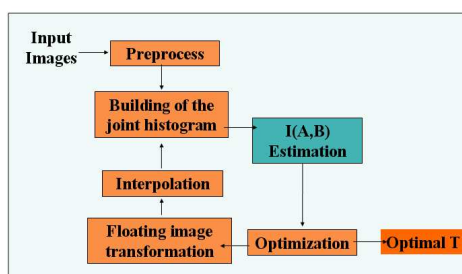 Input
Images
Preprocess
Building of the
joint histogram
I(A,B)
Estimation
Interpolation
Floating image
transformation
Optimization
Optimal T